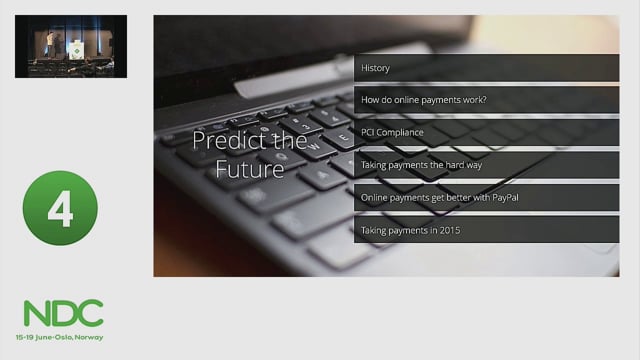 Predict the
Future
History
How do online payments work?
PCI Compliance
Taking payments the hard way
Online payments get better with PayPal
Taking payments in 2015
4
NDC
15-19 June-Oslo, Norway